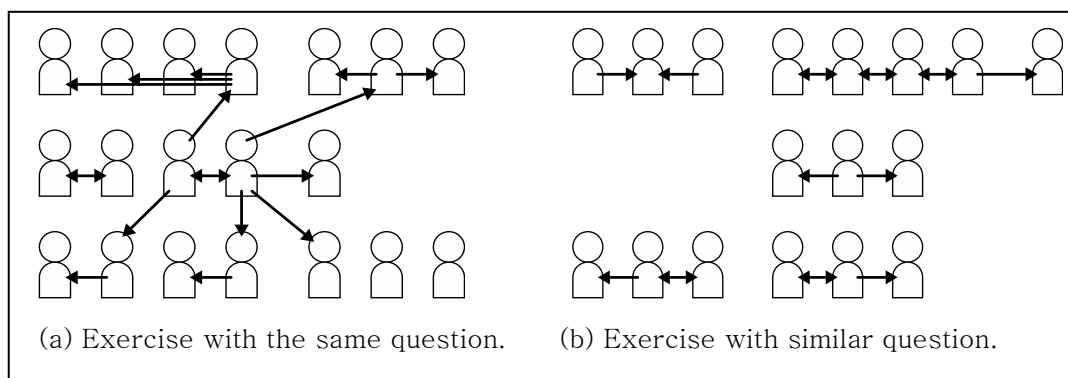 (a) Exercise with the same question.
(b) Exercise with similar question.